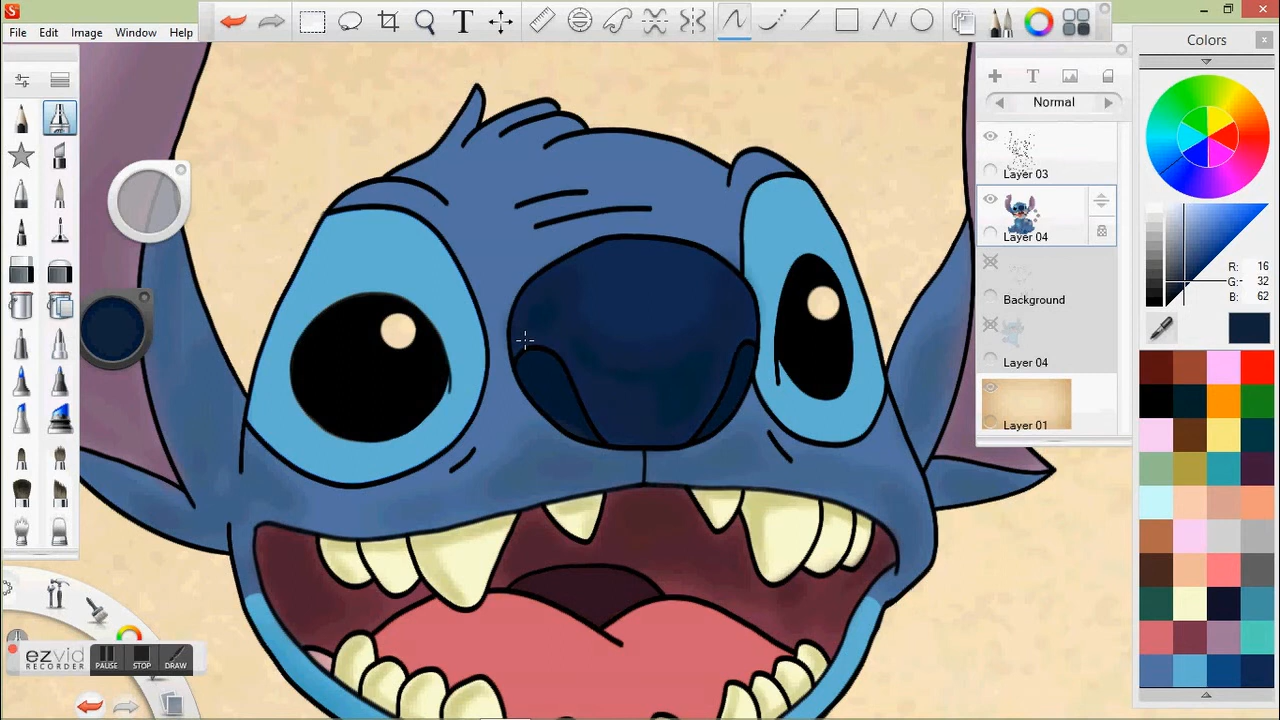 S
File Edit Image Window Help
T
Colors
T
Normal
Layer 03
Layer 04
Background
Layer 04
Layer 01
R: 16
G: 32
B: 62
ezvid
RECORDER
PAUSE STOP DRAW